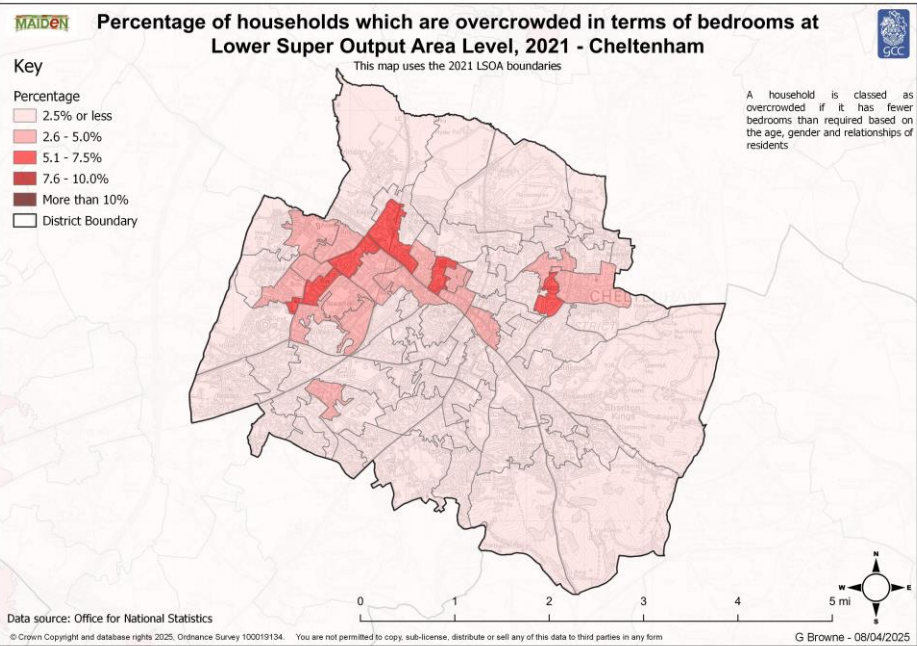 MAIDEN
Percentage of households which are overcrowded in terms of bedrooms at
Lower Super Output Area Level, 2021 - Cheltenham
This map uses the 2021 LSOA boundaries
GCC
Key
Percentage
2.5% or less
2.6 - 5.0%
5.1 - 7.5%
7.6 - 10.0%
More than 10%
District Boundary
A household is classed as
overcrowded if it has fewer
bedrooms than required based on
the age, gender and relationships of
residents
Charlton
Kings
N
W
E
S
0 1 2 3 4 5 mi
Data source: Office for National Statistics
© Crown Copyright and database rights 2025, Ordnance Survey 100019134. You are not permitted to copy, sub-license, distribute or sell any of this data to third parties in any form
G Browne - 08/04/2025